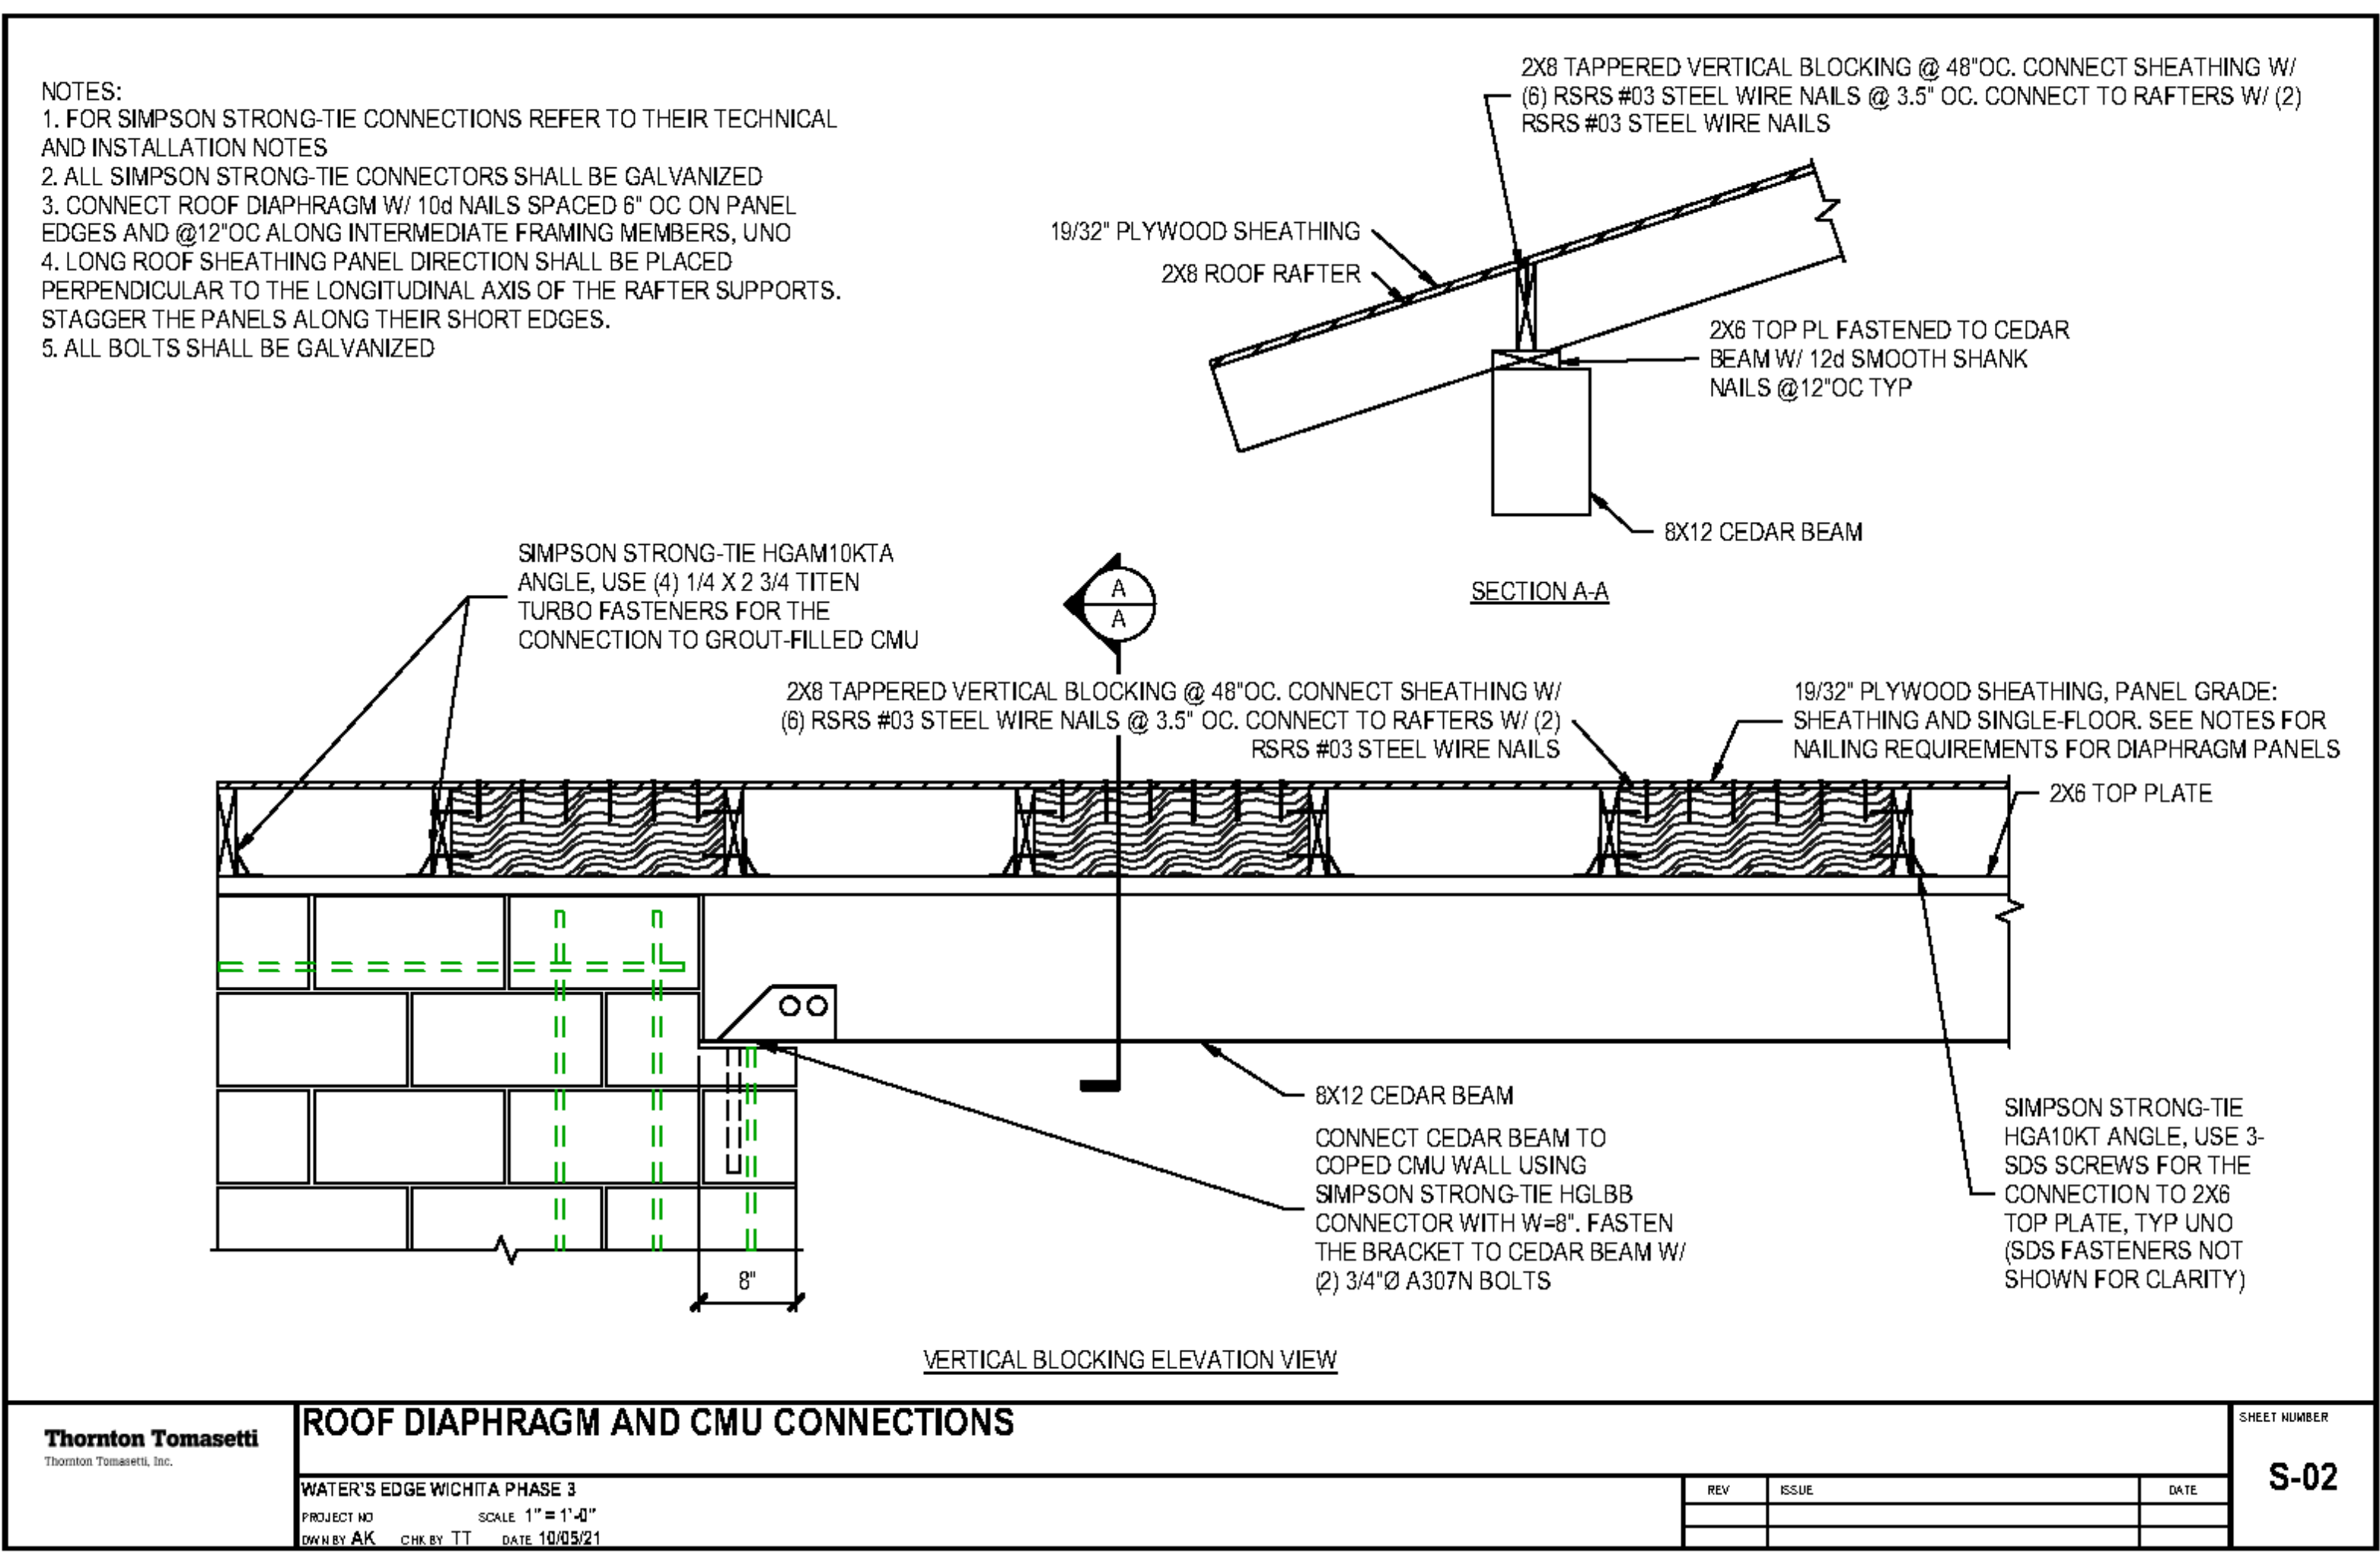 NOTES:
1. FOR SIMPSON STRONG-TIE CONNECTIONS REFER TO THEIR TECHNICAL
AND INSTALLATION NOTES
2. ALL SIMPSON STRONG-TIE CONNECTORS SHALL BE GALVANIZED
3. CONNECT ROOF DIAPHRAGM W/ 10d NAILS SPACED 6" OC ON PANEL
EDGES AND @12"OC ALONG INTERMEDIATE FRAMING MEMBERS, UNO
4. LONG ROOF SHEATHING PANEL DIRECTION SHALL BE PLACED
PERPENDICULAR TO THE LONGITUDINAL AXIS OF THE RAFTER SUPPORTS.
STAGGER THE PANELS ALONG THEIR SHORT EDGES.
5. ALL BOLTS SHALL BE GALVANIZED
2X8 TAPPERED VERTICAL BLOCKING @ 48"OC. CONNECT SHEATHING W/
(6) RSRS #03 STEEL WIRE NAILS @ 3.5" OC. CONNECT TO RAFTERS W/ (2)
RSRS #03 STEEL WIRE NAILS
19/32" PLYWOOD SHEATHING
2X8 ROOF RAFTER
2X6 TOP PL FASTENED TO CEDAR
BEAM W/ 12d SMOOTH SHANK
NAILS @12"OC TYP
8X12 CEDAR BEAM
SECTION A-A
SIMPSON STRONG-TIE HGAM10KTA
ANGLE, USE (4) 1/4 X 2 3/4 TITEN
TURBO FASTENERS FOR THE
CONNECTION TO GROUT-FILLED CMU
A
A
2X8 TAPPERED VERTICAL BLOCKING @ 48"OC. CONNECT SHEATHING W/
(6) RSRS #03 STEEL WIRE NAILS @ 3.5" OC. CONNECT TO RAFTERS W/ (2)
RSRS #03 STEEL WIRE NAILS
19/32" PLYWOOD SHEATHING, PANEL GRADE:
SHEATHING AND SINGLE-FLOOR. SEE NOTES FOR
NAILING REQUIREMENTS FOR DIAPHRAGM PANELS
2X6 TOP PLATE
8X12 CEDAR BEAM
CONNECT CEDAR BEAM TO
COPED CMU WALL USING
SIMPSON STRONG-TIE HGLBB
CONNECTOR WITH W=8". FASTEN
THE BRACKET TO CEDAR BEAM W/
(2) 3/4"Ø A307N BOLTS
SIMPSON STRONG-TIE
HGA10KT ANGLE, USE 3-
SDS SCREWS FOR THE
CONNECTION TO 2X6
TOP PLATE, TYP UNO
(SDS FASTENERS NOT
SHOWN FOR CLARITY)
8"
VERTICAL BLOCKING ELEVATION VIEW
Thornton Tomasetti
Thornton Tomasetti, Inc.
ROOF DIAPHRAGM AND CMU CONNECTIONS
WATER'S EDGE WICHITA PHASE 3
PROJECT NO SCALE 1" = 1'-0"
DWN BY AK CHK BY TT DATE 10/05/21
REV ISSUE DATE
SHEET NUMBER
S-02